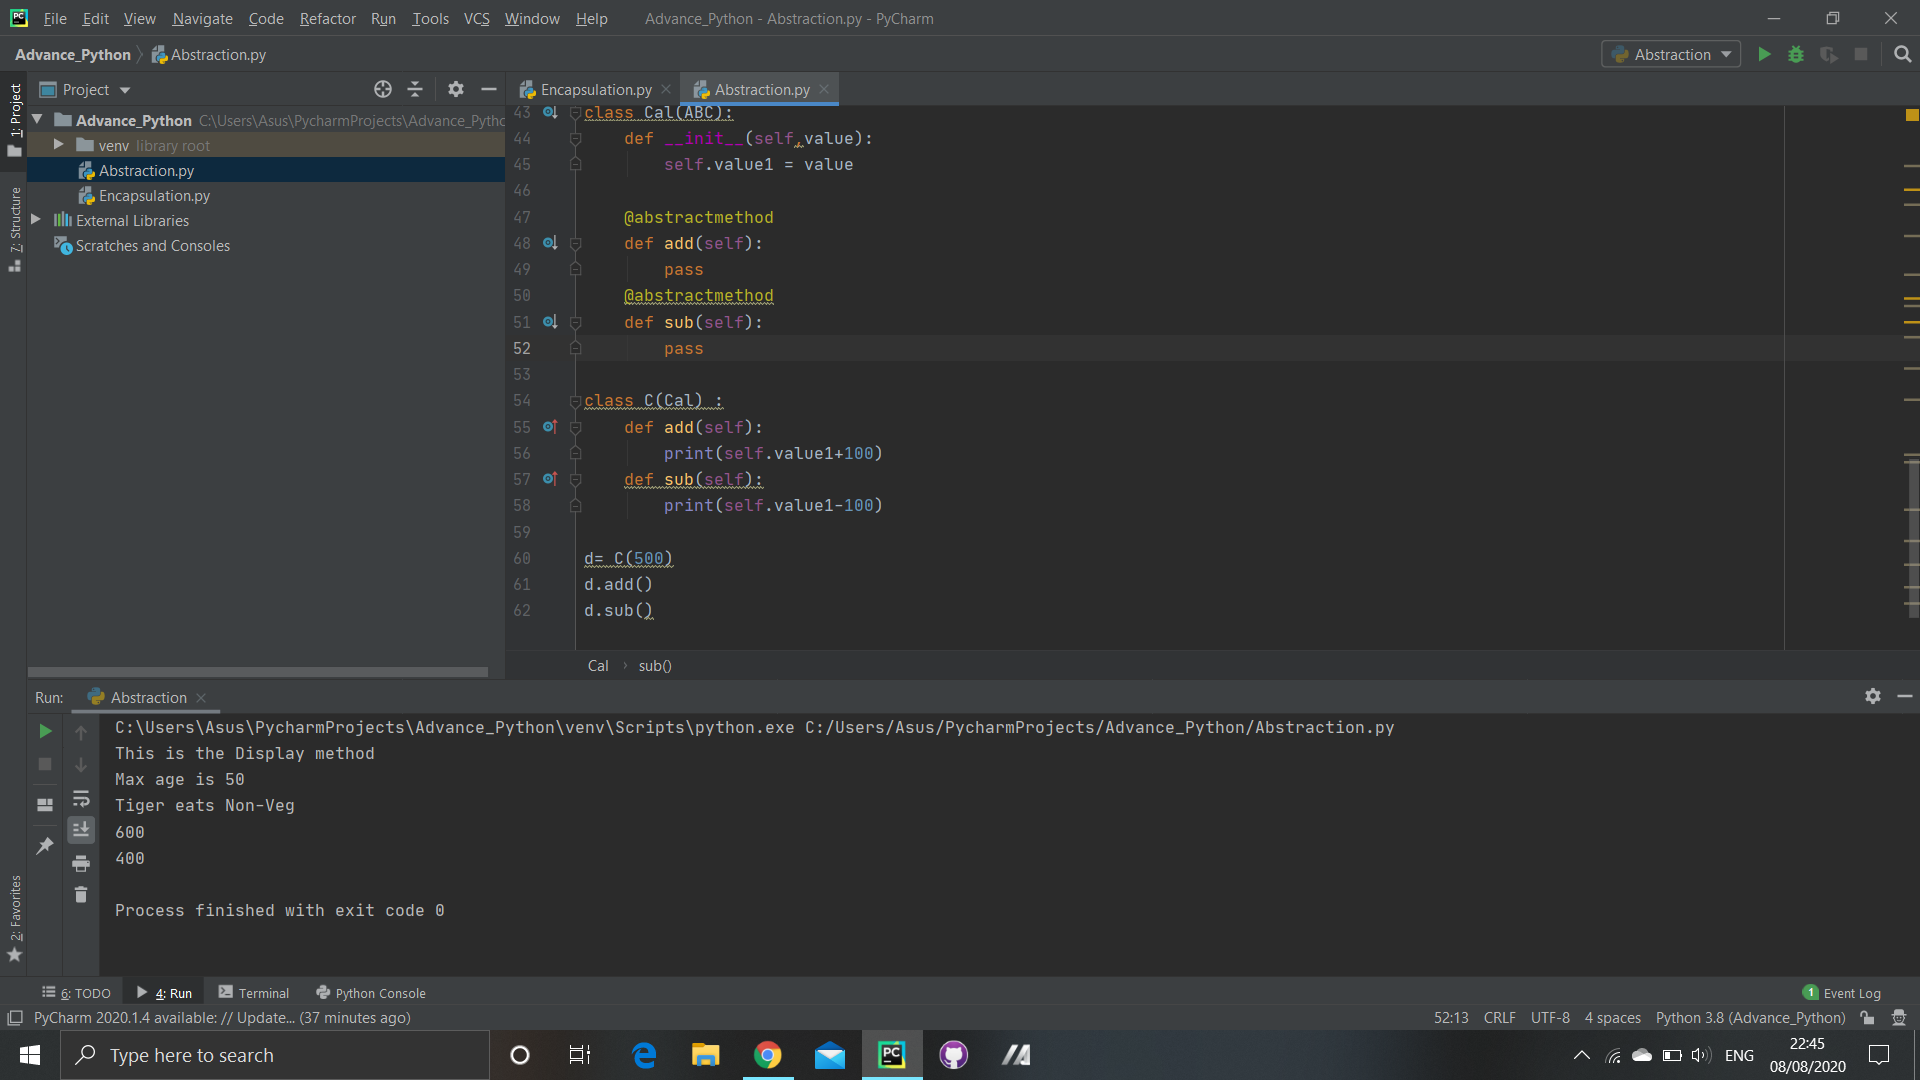 PC File Edit View Navigate Code Refactor Run Tools VCS Window Help Advance_Python - Abstraction.py - PyCharm
Advance_Python Abstraction.py Abstraction
1: Project
Project
Advance_Python C:\Users\Asus\PycharmProjects\Advance_Pytho
venv library root
Abstraction.py
Encapsulation.py
External Libraries
Scratches and Consoles
7: Structure
2: Favorites
Encapsulation.py Abstraction.py
43 class Cal(ABC):
44 def __init__(self,value):
45 self.value1 = value
46
47 @abstractmethod
48 def add(self):
49 pass
50 @abstractmethod
51 def sub(self):
52 pass
53
54 class C(Cal) :
55 def add(self):
56 print(self.value1+100)
57 def sub(self):
58 print(self.value1-100)
59
60 d= C(500)
61 d.add()
62 d.sub()
Cal › sub()
Run: Abstraction
C:\Users\Asus\PycharmProjects\Advance_Python\venv\Scripts\python.exe C:/Users/Asus/PycharmProjects/Advance_Python/Abstraction.py
This is the Display method
Max age is 50
Tiger eats Non-Veg
600
400
Process finished with exit code 0
6: TODO 4: Run Terminal Python Console 1 Event Log
PyCharm 2020.1.4 available: // Update... (37 minutes ago) 52:13 CRLF UTF-8 4 spaces Python 3.8 (Advance_Python)
Type here to search PC ENG 22:45
08/08/2020